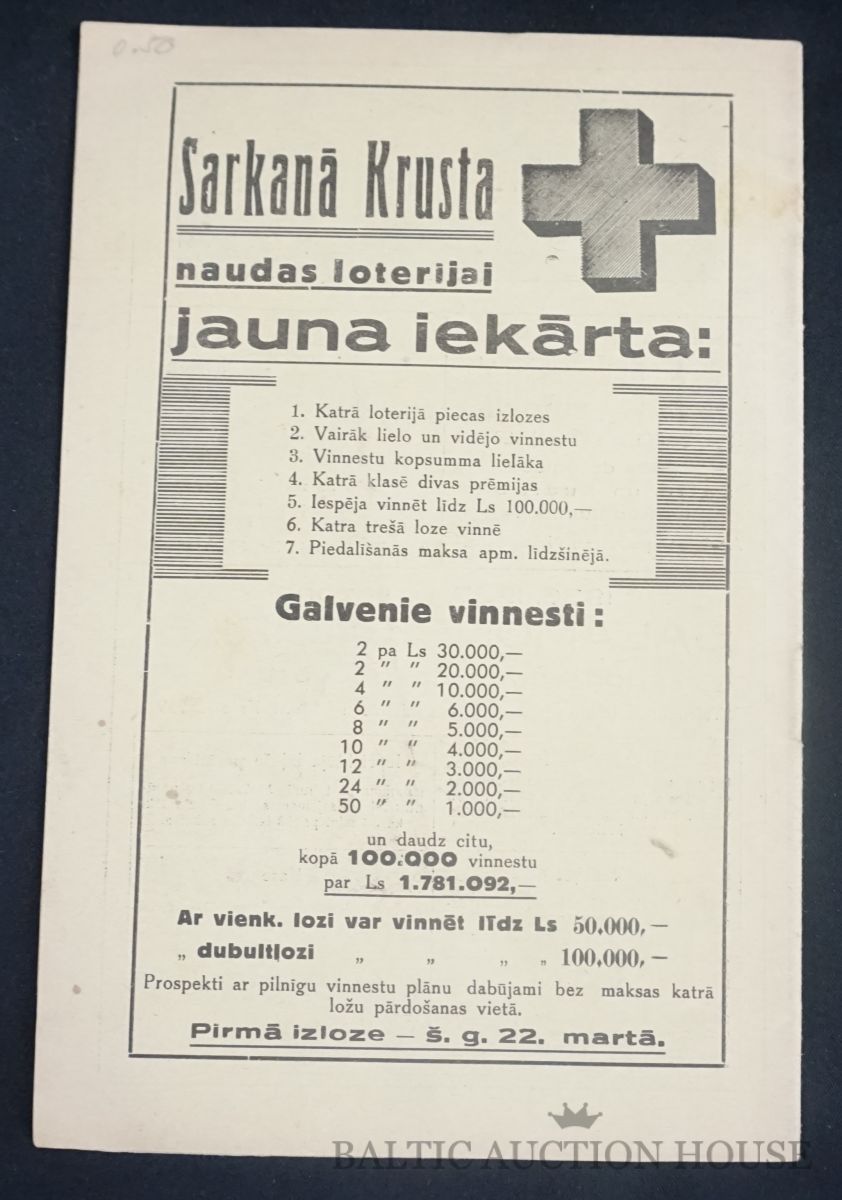 0.50
Sarkanā Krusta
naudas loterijai
jauna iekārta:
1. Katrā loterijā piecas izlozes
2. Vairāk lielo un vidējo vinnestu
3. Vinnestu kopsumma lielāka
4. Katrā klasē divas prēmijas
5. Iespēja vinnēt līdz Ls 100.000,—
6. Katra trešā loze vinnē
7. Piedalīšanās maksa apm. līdzšinējā.
Galvenie vinnesti:
2 pa Ls 30.000,—
2 " " 20.000,—
4 " " 10.000,—
6 " " 6.000,—
8 " " 5.000,—
10 " " 4.000,—
12 " " 3.000,—
24 " " 2.000,—
50 " " 1.000,—
un daudz citu,
kopā 100.000 vinnestu
par Ls 1.781.092,—
Ar vienk. lozi var vinnēt līdz Ls 50.000,—
„ dubultļozi „ „ „ „ 100.000,—
Prospekti ar pilnīgu vinnestu plānu dabūjami bez maksas katrā
ložu pārdošanas vietā.
Pirmā izloze — š. g. 22. martā.
BALTIC AUCTION HOUSE